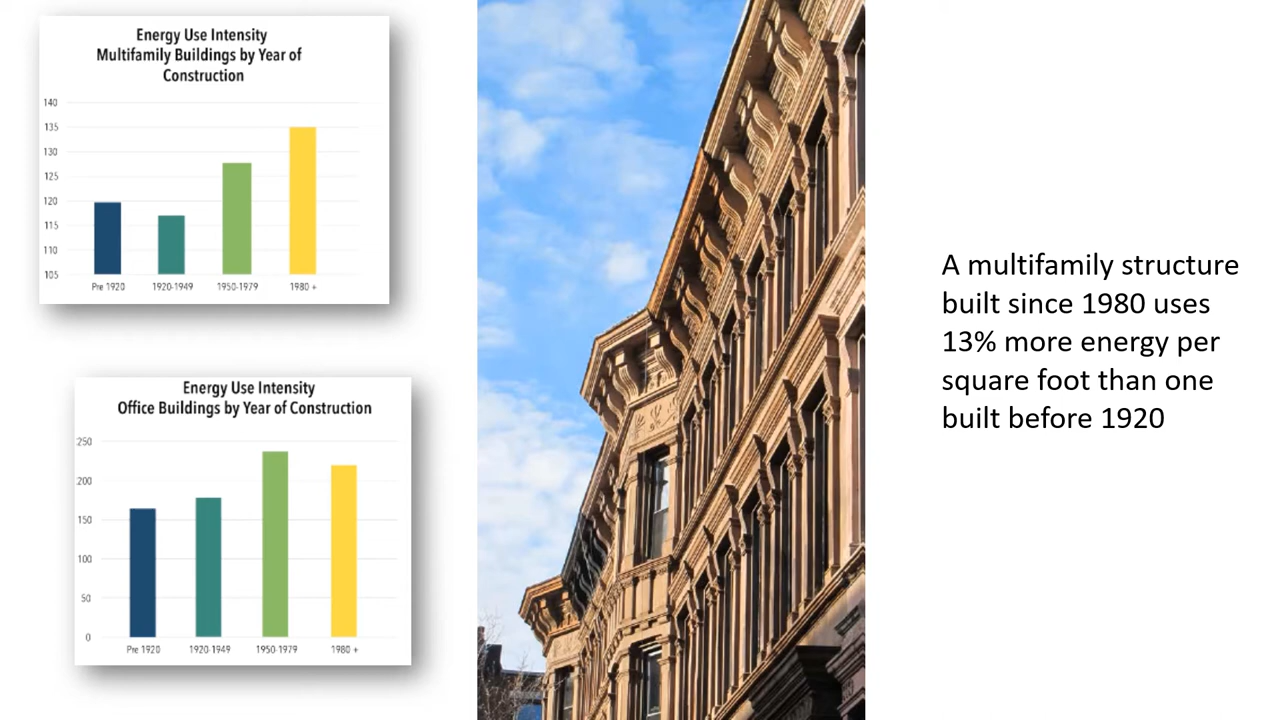 Energy Use Intensity
Multifamily Buildings by Year of
Construction
140
135
130
125
120
115
110
105
Pre 1920
1920-1949
1950-1979
1980 +
Energy Use Intensity
Office Buildings by Year of Construction
250
200
150
100
50
0
Pre 1920
1920-1949
1950-1979
1980 +
A multifamily structure
built since 1980 uses
13% more energy per
square foot than one
built before 1920